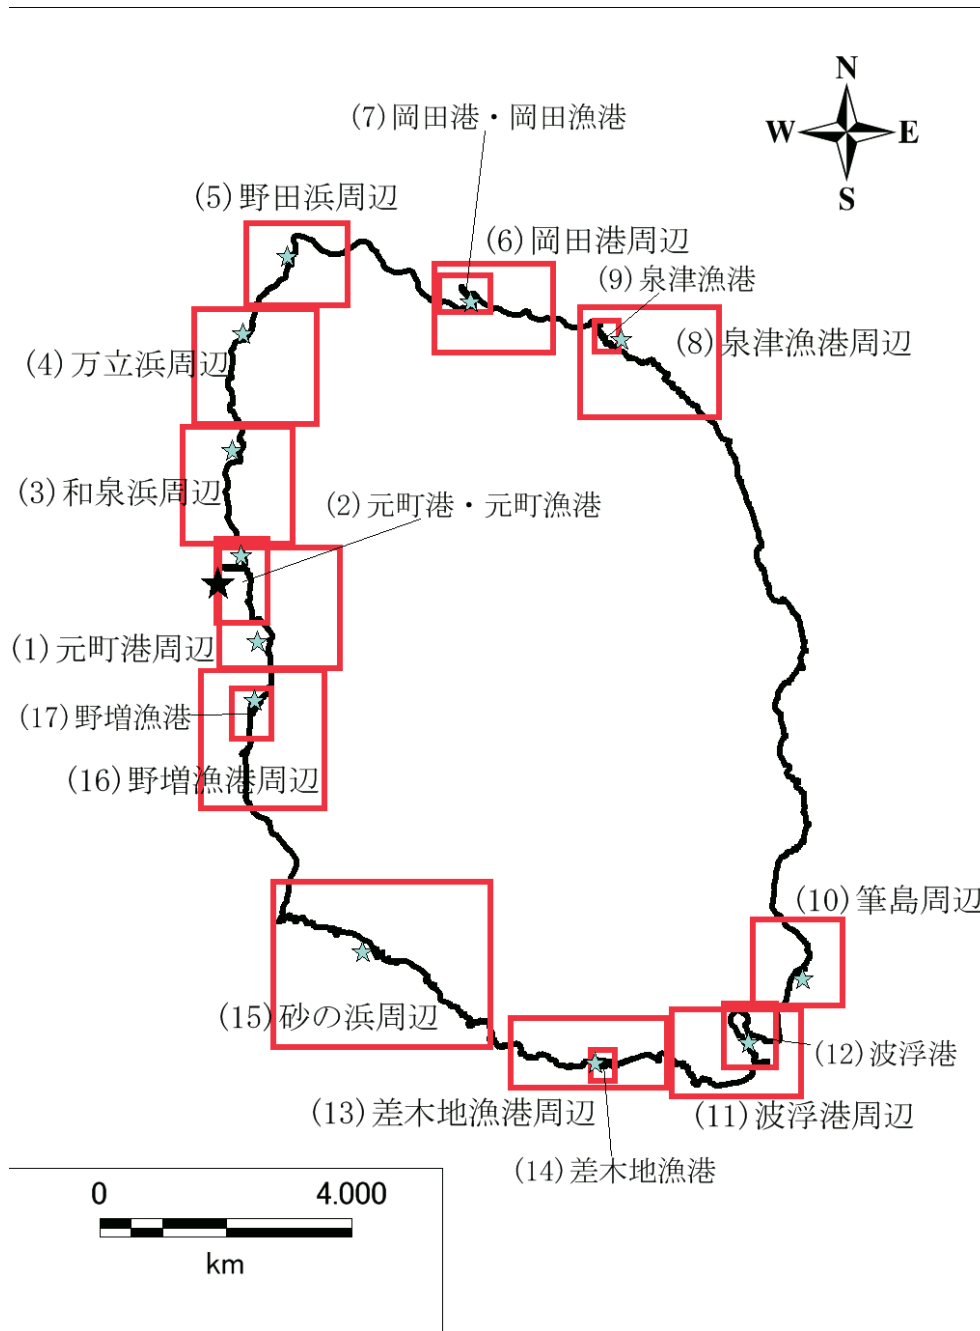 N
W
E
S
(7)岡田港・岡田漁港
(5)野田浜周辺
(6)岡田港周辺
(9)泉津漁港
(8)泉津漁港周辺
(4)万立浜周辺
(3)和泉浜周辺
(2)元町港・元町漁港
(1)元町港周辺
(17)野増漁港
(16)野増漁港周辺
(10)筆島周辺
(15)砂の浜周辺
(12)波浮港
(13)差木地漁港周辺
(11)波浮港周辺
(14)差木地漁港
0 4.000
km